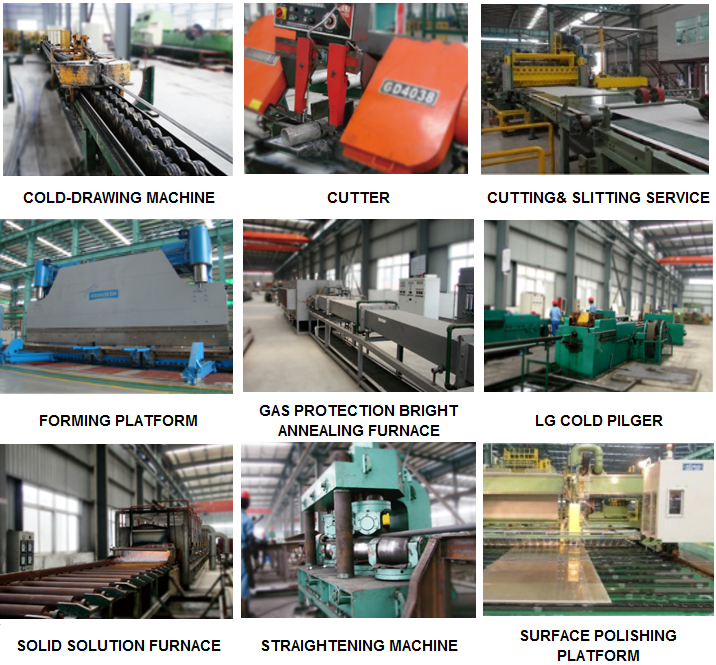 GD4038
COLD-DRAWING MACHINE
CUTTER
CUTTING& SLITTING SERVICE
FORMING PLATFORM
GAS PROTECTION BRIGHT
ANNEALING FURNACE
LG COLD PILGER
SOLID SOLUTION FURNACE
STRAIGHTENING MACHINE
SURFACE POLISHING
PLATFORM